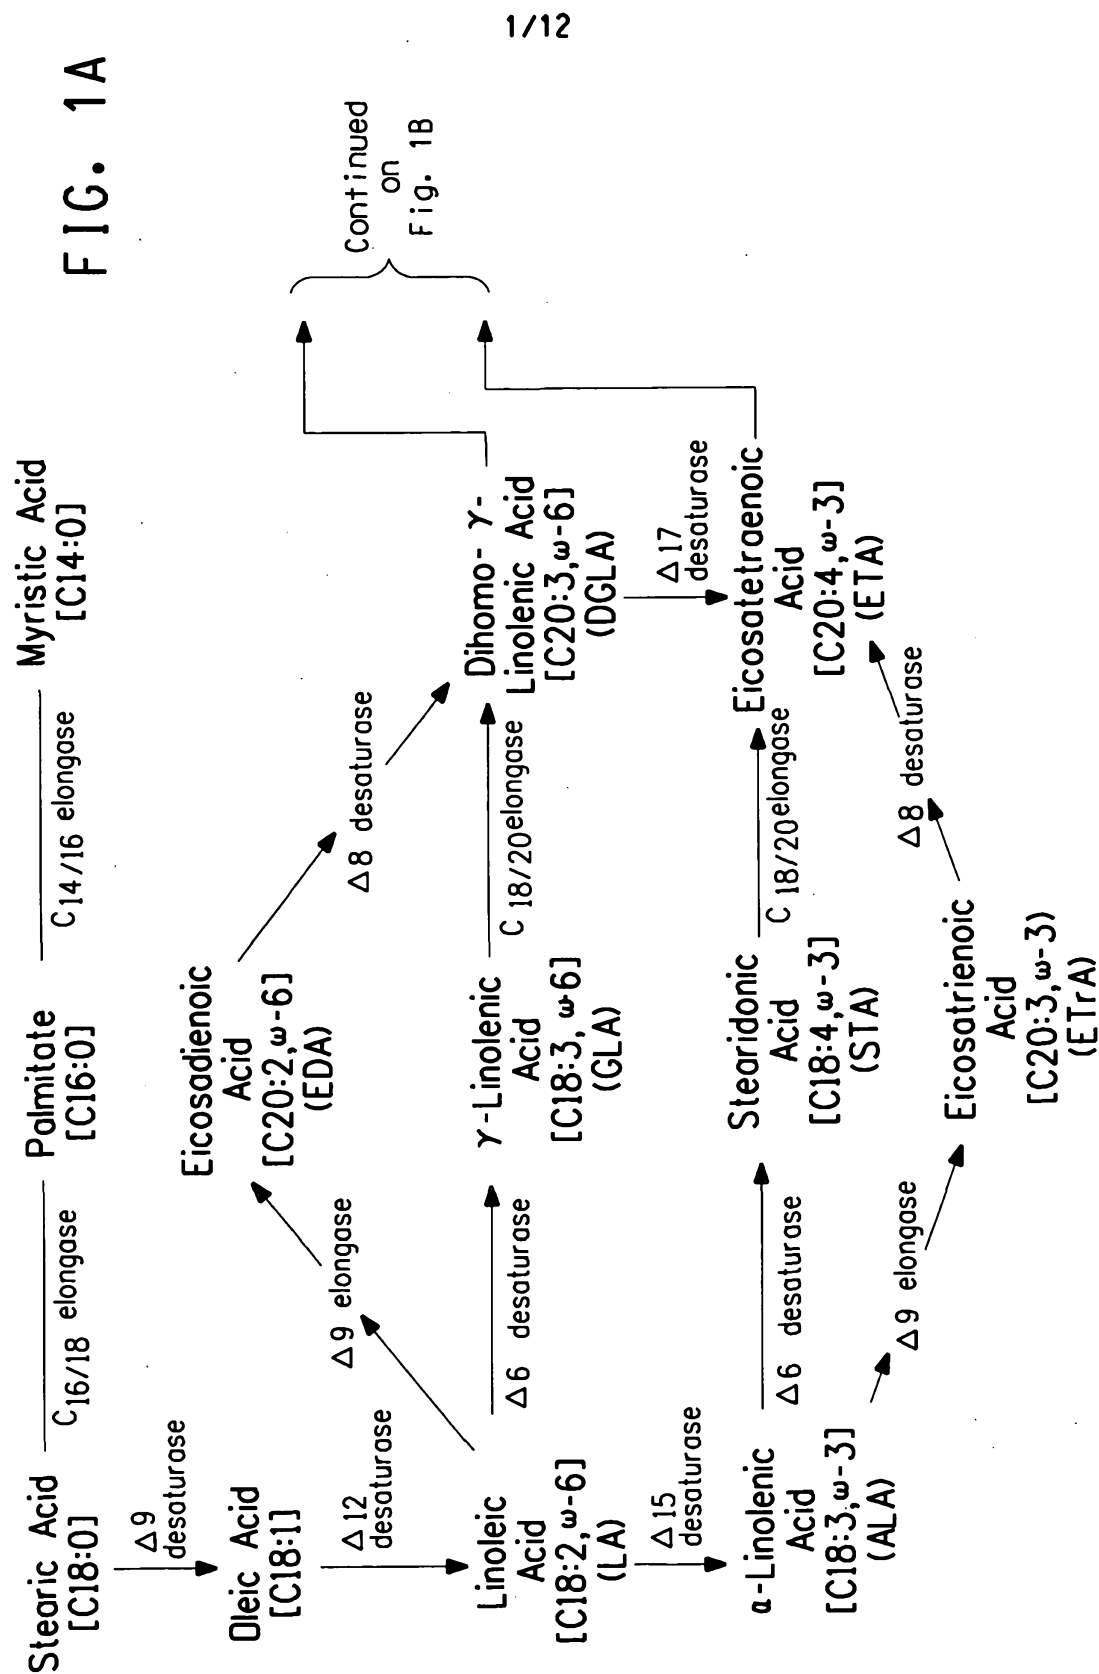 1/12
FIG. 1A
Stearic Acid
[C18:0]
C16/18 elongase
Palmitate
[C16:0]
C14/16 elongase
Myristic Acid
[C14:0]
Δ9
desaturase
Oleic Acid
[C18:1]
Δ12
desaturase
Δ9 elongase
Eicosadienoic
Acid
[C20:2,ω-6]
(EDA)
Δ8 desaturase
Continued
on
Fig. 1B
Linoleic
Acid
[C18:2,ω-6]
(LA)
Δ6 desaturase
γ-Linolenic
Acid
[C18:3, ω-6]
(GLA)
C 18/20 elongase
Dihomo- γ-
Linolenic Acid
[C20:3,ω-6]
(DGLA)
Δ15
desaturase
Δ17
desaturase
α-Linolenic
Acid
[C18:3,ω-3]
(ALA)
Δ6 desaturase
Stearidonic
Acid
[C18:4,ω-3]
(STA)
C 18/20 elongase
Eicosatetraenoic
Acid
[C20:4,ω-3]
(ETA)
Δ9 elongase
Eicosatrienoic
Acid
[C20:3,ω-3)
(ETrA)
Δ8 desaturase